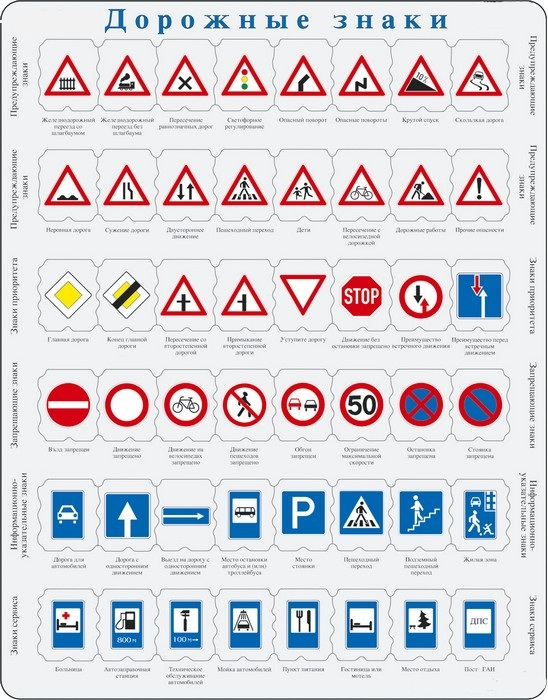 Дорожные знаки
Предупреждающие
знаки
10%
Железнодорожный
переезд со
шлагбаумом
Железнодорожный
переезд без
шлагбаума
Пересечение
равнозначных дорог
Светофорное
регулирование
Опасный поворот
Опасные повороты
Крутой спуск
Скользкая дорога
Предупреждающие
знаки
Предупреждающие
знаки
Неровная дорога
Сужение дороги
Двустороннее
движение
Пешеходный переход
Дети
Пересечение с
велосипедной
дорожкой
Дорожные работы
Прочие опасности
Предупреждающие
знаки
Знаки приоритета
STOP
Главная дорога
Конец главной
дороги
Пересечение со
второстепенной
дорогой
Примыкание
второстепенной
дороги
Уступите дорогу
Движение без
остановки запрещено
Преимущество
встречного движения
Преимущество перед
встречным
движением
Знаки приоритета
Запрещающие знаки
50
Въезд запрещен
Движение
запрещено
Движение на
велосипедах
запрещено
Движение
пешеходов
запрещено
Обгон
запрещен
Ограничение
максимальной
скорости
Остановка
запрещена
Стоянка
запрещена
Запрещающие знаки
Информационно-
указательные знаки
P
Дорога для
автомобилей
Дорога с
односторонним
движением
Выезд на дорогу с
односторонним
движением
Место остановки
автобуса и (или)
троллейбуса
Место
стоянки
Пешеходный
переход
Подземный
пешеходный
переход
Жилая зона
Информационно-
указательные знаки
Знаки сервиса
800 м
100 м
ДПС
Больница
Автозаправочная
станция
Техническое
обслуживание
автомобилей
Мойка автомобилей
Пункт питания
Гостиница или
мотель
Место отдыха
Пост ГАИ
Знаки сервиса